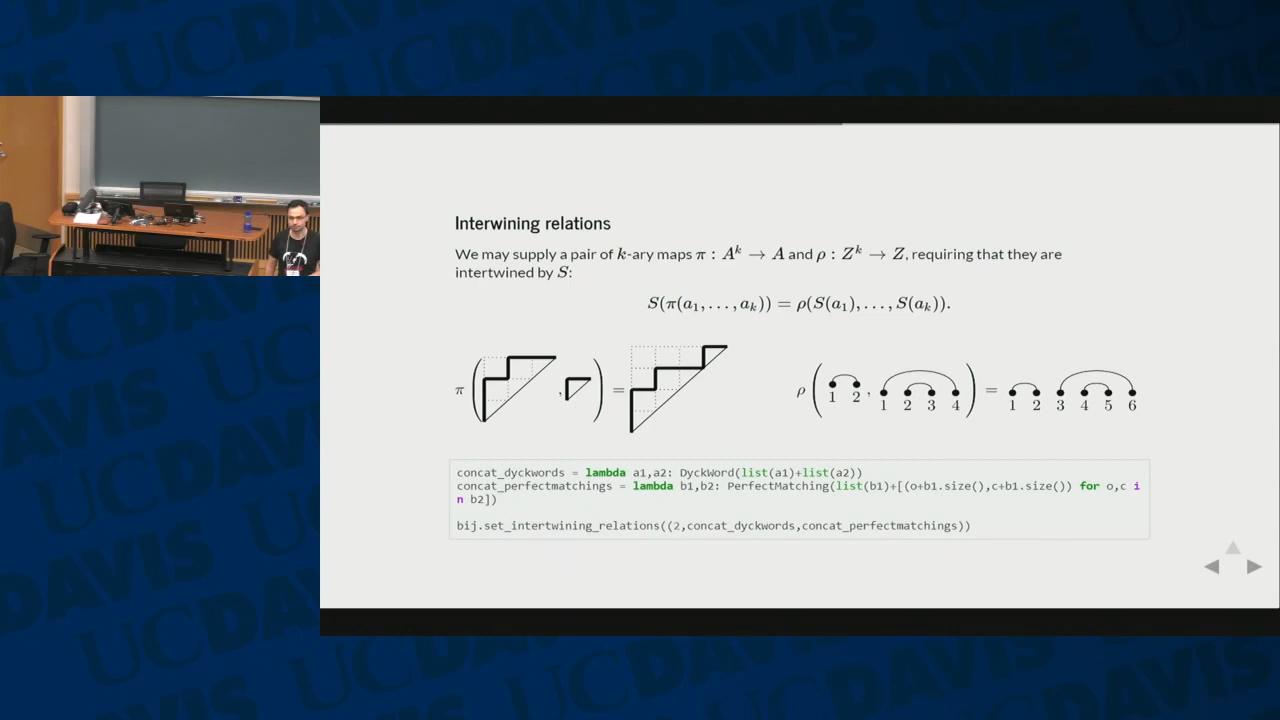 Interwining relations
We may supply a pair of k-ary maps π : A^k → A and ρ : Z^k → Z, requiring that they are
intertwined by S:
S(π(a_1, . . . , a_k)) = ρ(S(a_1), . . . , S(a_k)).
π ( , ) =
ρ ( 1 2 , 1 2 3 4 ) = 1 2 3 4 5 6
concat_dyckwords = lambda a1,a2: DyckWord(list(a1)+list(a2))
concat_perfectmatchings = lambda b1,b2: PerfectMatching(list(b1)+[(o+b1.size(),c+b1.size()) for o,c i
n b2])
bij.set_intertwining_relations((2,concat_dyckwords,concat_perfectmatchings))
UCDAVIS